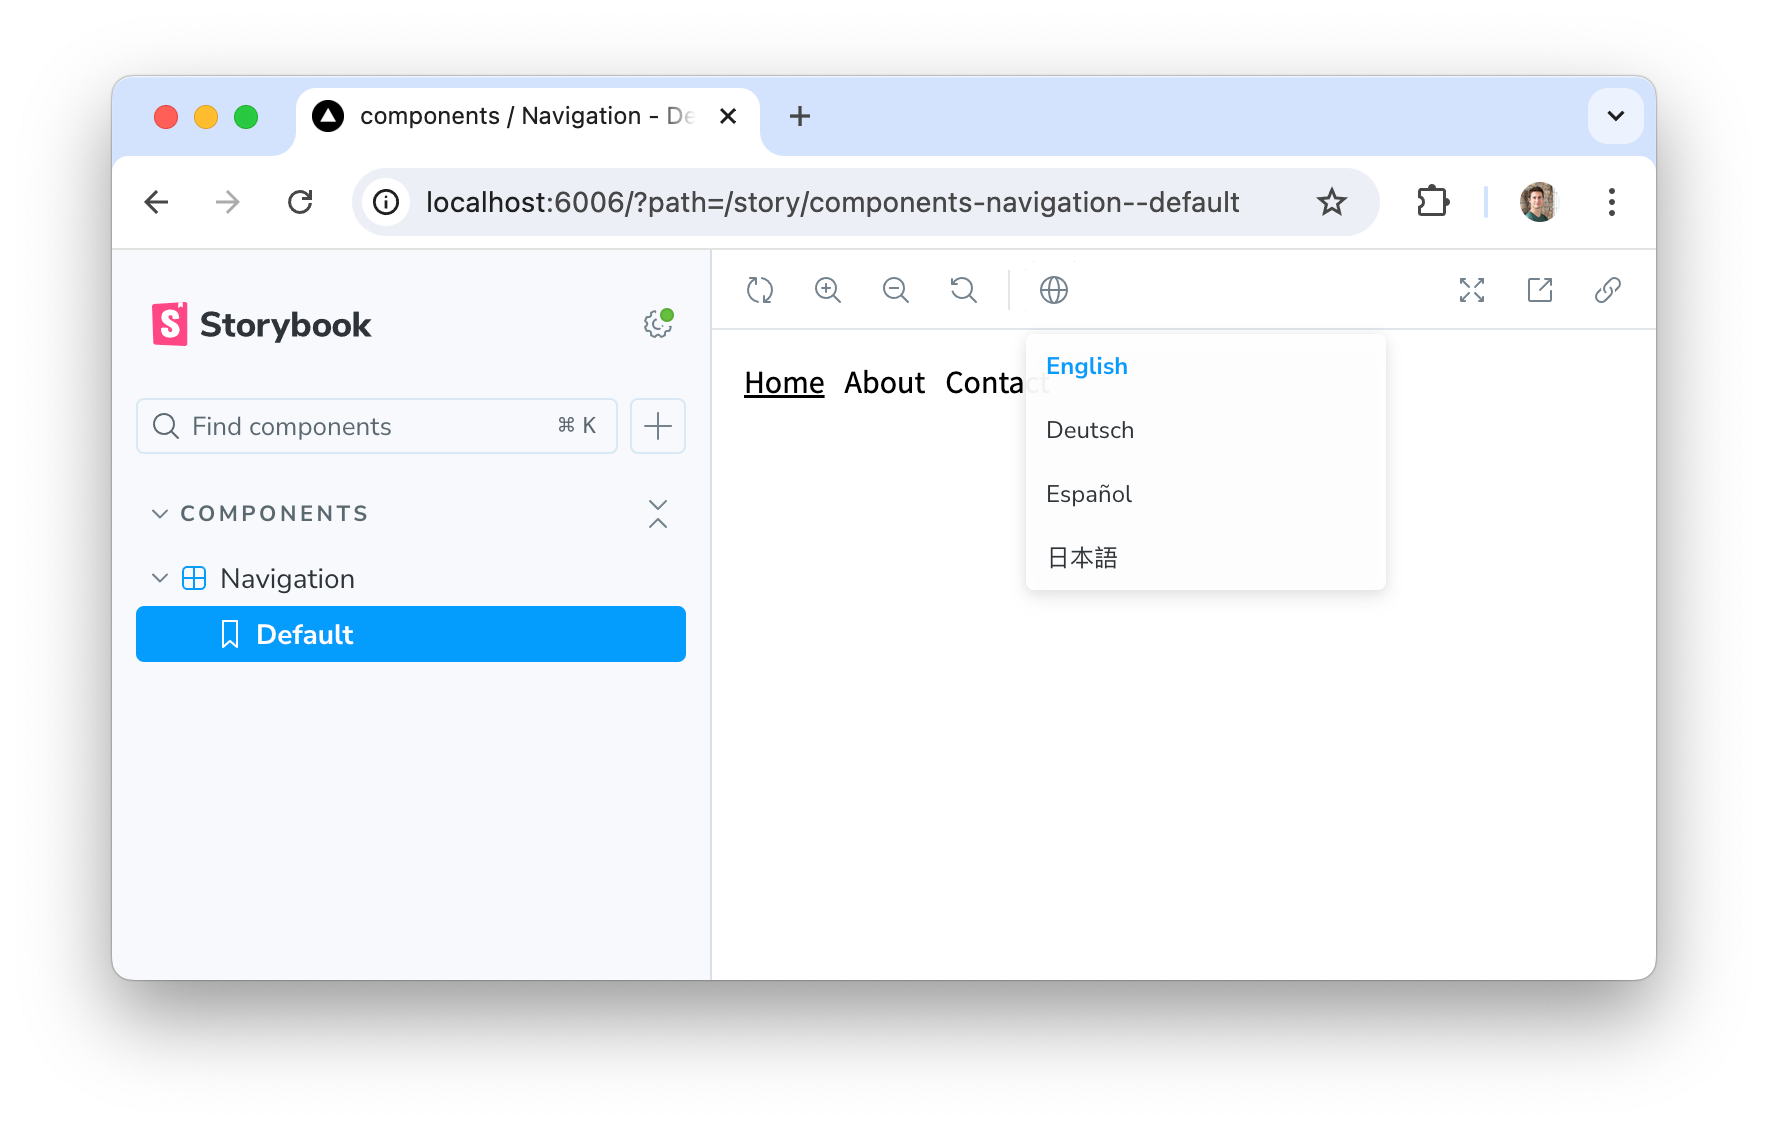 components / Navigation - De
localhost:6006/?path=/story/components-navigation--default
Storybook
Find components ⌘ K
COMPONENTS
Navigation
Default
Home About Contact
English
Deutsch
Español
日本語